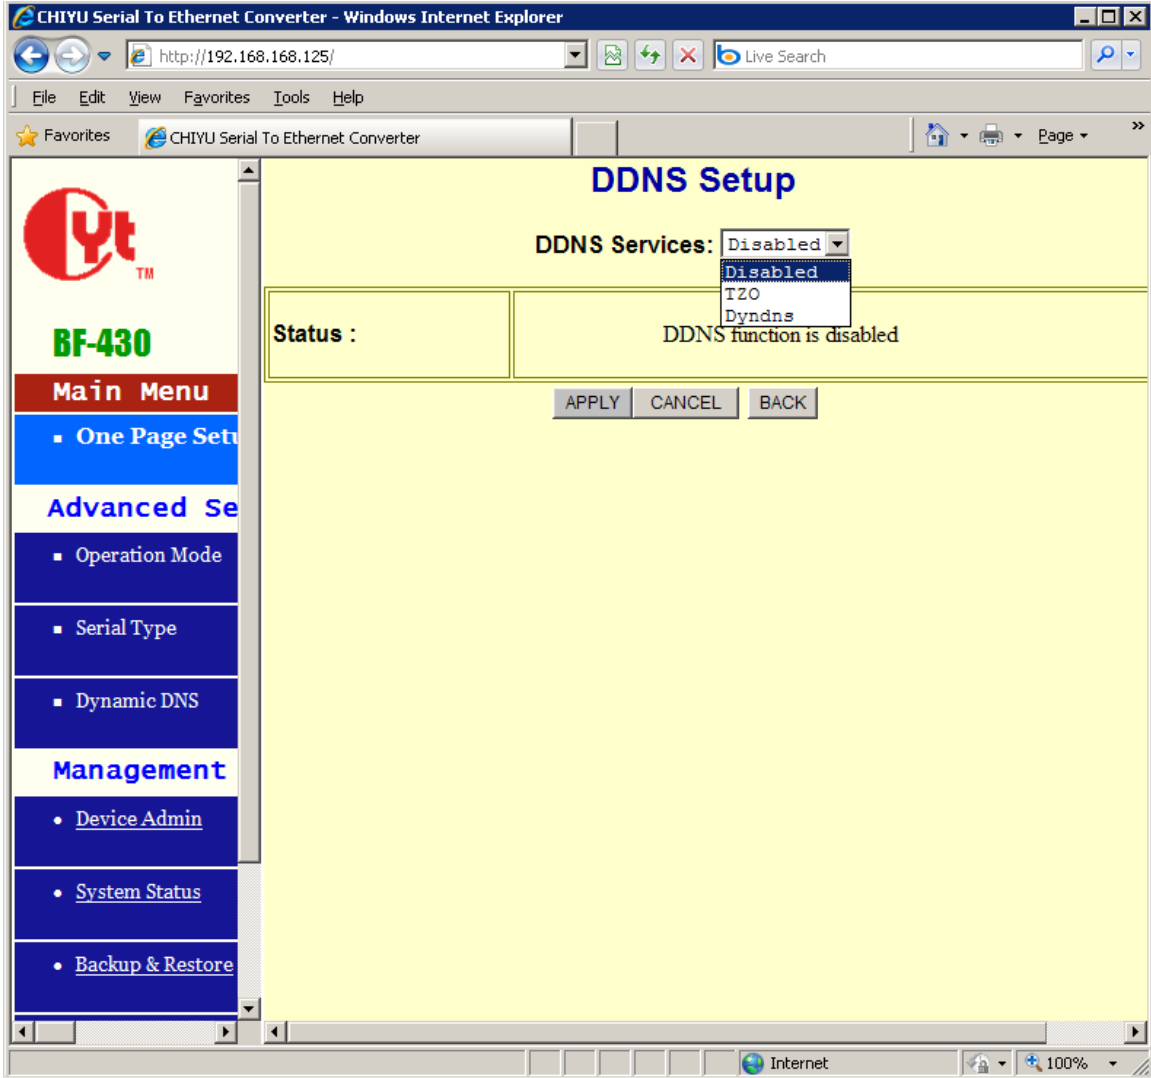 CHIYU Serial To Ethernet Converter - Windows Internet Explorer
http://192.168.168.125/
Live Search
File Edit View Favorites Tools Help
Favorites
CHIYU Serial To Ethernet Converter
Page
»
Yt
TM
BF-430
Main Menu
One Page Setu
Advanced Se
Operation Mode
Serial Type
Dynamic DNS
Management
Device Admin
System Status
Backup & Restore
DDNS Setup
DDNS Services: Disabled
Disabled
TZO
Dyndns
Status :
DDNS function is disabled
APPLY CANCEL BACK
Internet
100%